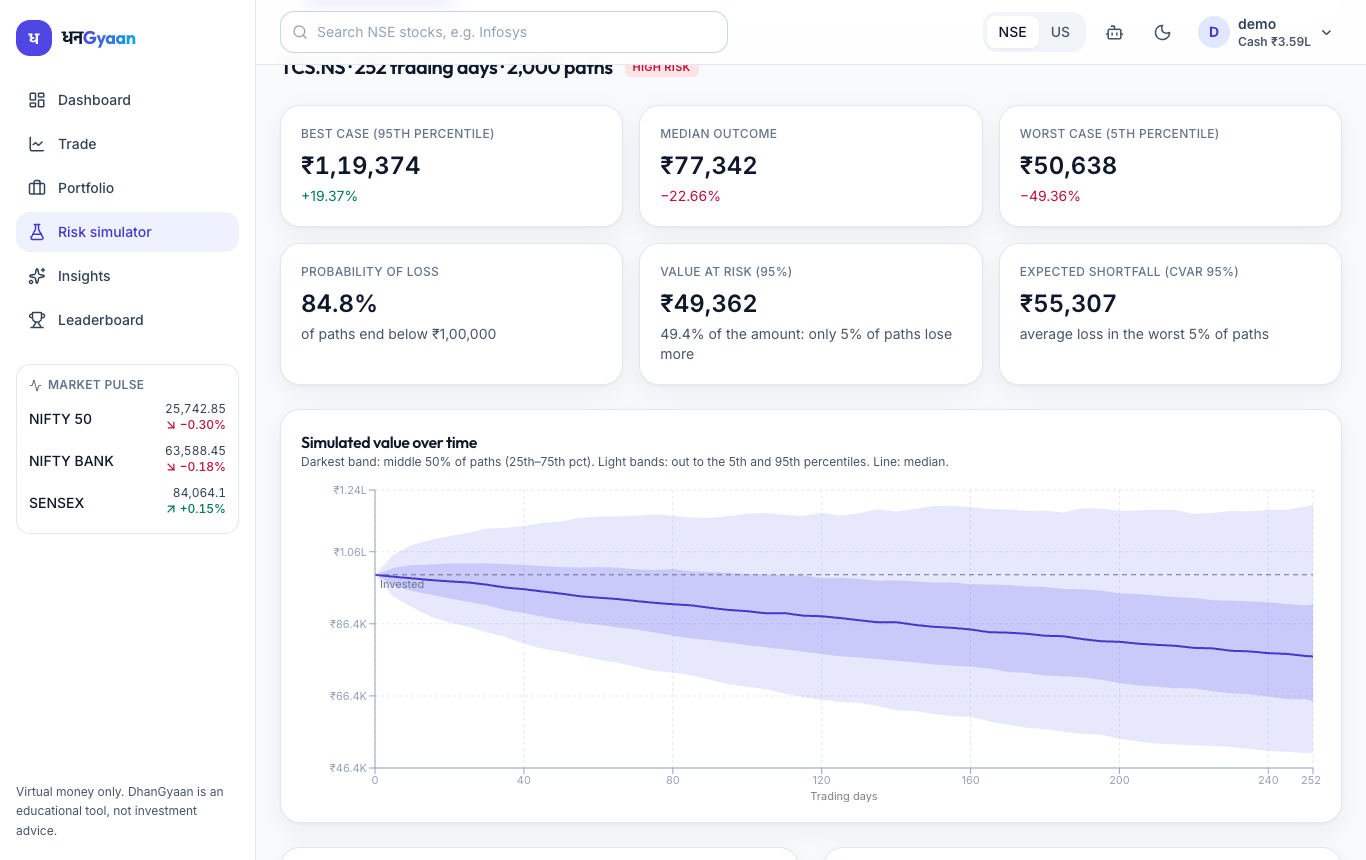 ध धनGyaan
Search NSE stocks, e.g. Infosys
NSE US
D
demo
Cash ₹3.59L
Dashboard
Trade
Portfolio
Risk simulator
Insights
Leaderboard
MARKET PULSE
NIFTY 50 25,742.85
↘ −0.30%
NIFTY BANK 63,588.45
↘ −0.18%
SENSEX 84,064.1
↗ +0.15%
Virtual money only. DhanGyaan is an
educational tool, not investment
advice.
TCS.NS · 252 trading days · 2,000 paths HIGH RISK
BEST CASE (95TH PERCENTILE)
₹1,19,374
+19.37%
MEDIAN OUTCOME
₹77,342
−22.66%
WORST CASE (5TH PERCENTILE)
₹50,638
−49.36%
PROBABILITY OF LOSS
84.8%
of paths end below ₹1,00,000
VALUE AT RISK (95%)
₹49,362
49.4% of the amount: only 5% of paths lose
more
EXPECTED SHORTFALL (CVAR 95%)
₹55,307
average loss in the worst 5% of paths
Simulated value over time
Darkest band: middle 50% of paths (25th–75th pct). Light bands: out to the 5th and 95th percentiles. Line: median.
₹1.24L
₹1.06L
Invested
₹86.4K
₹66.4K
₹46.4K
0 40 80 120 160 200 240 252
Trading days